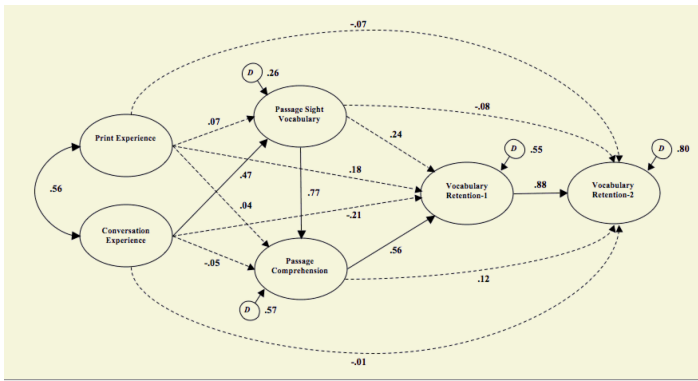 -.07
D .26
Passage Sight
Vocabulary
-.08
.07
Print Experience
.24
D .55
D .80
.56
.47
.18
.77
Vocabulary
Retention-1
.88
Vocabulary
Retention-2
.04
-.21
Conversation
Experience
-.05
Passage
Comprehension
.56
.12
D .57
-.01